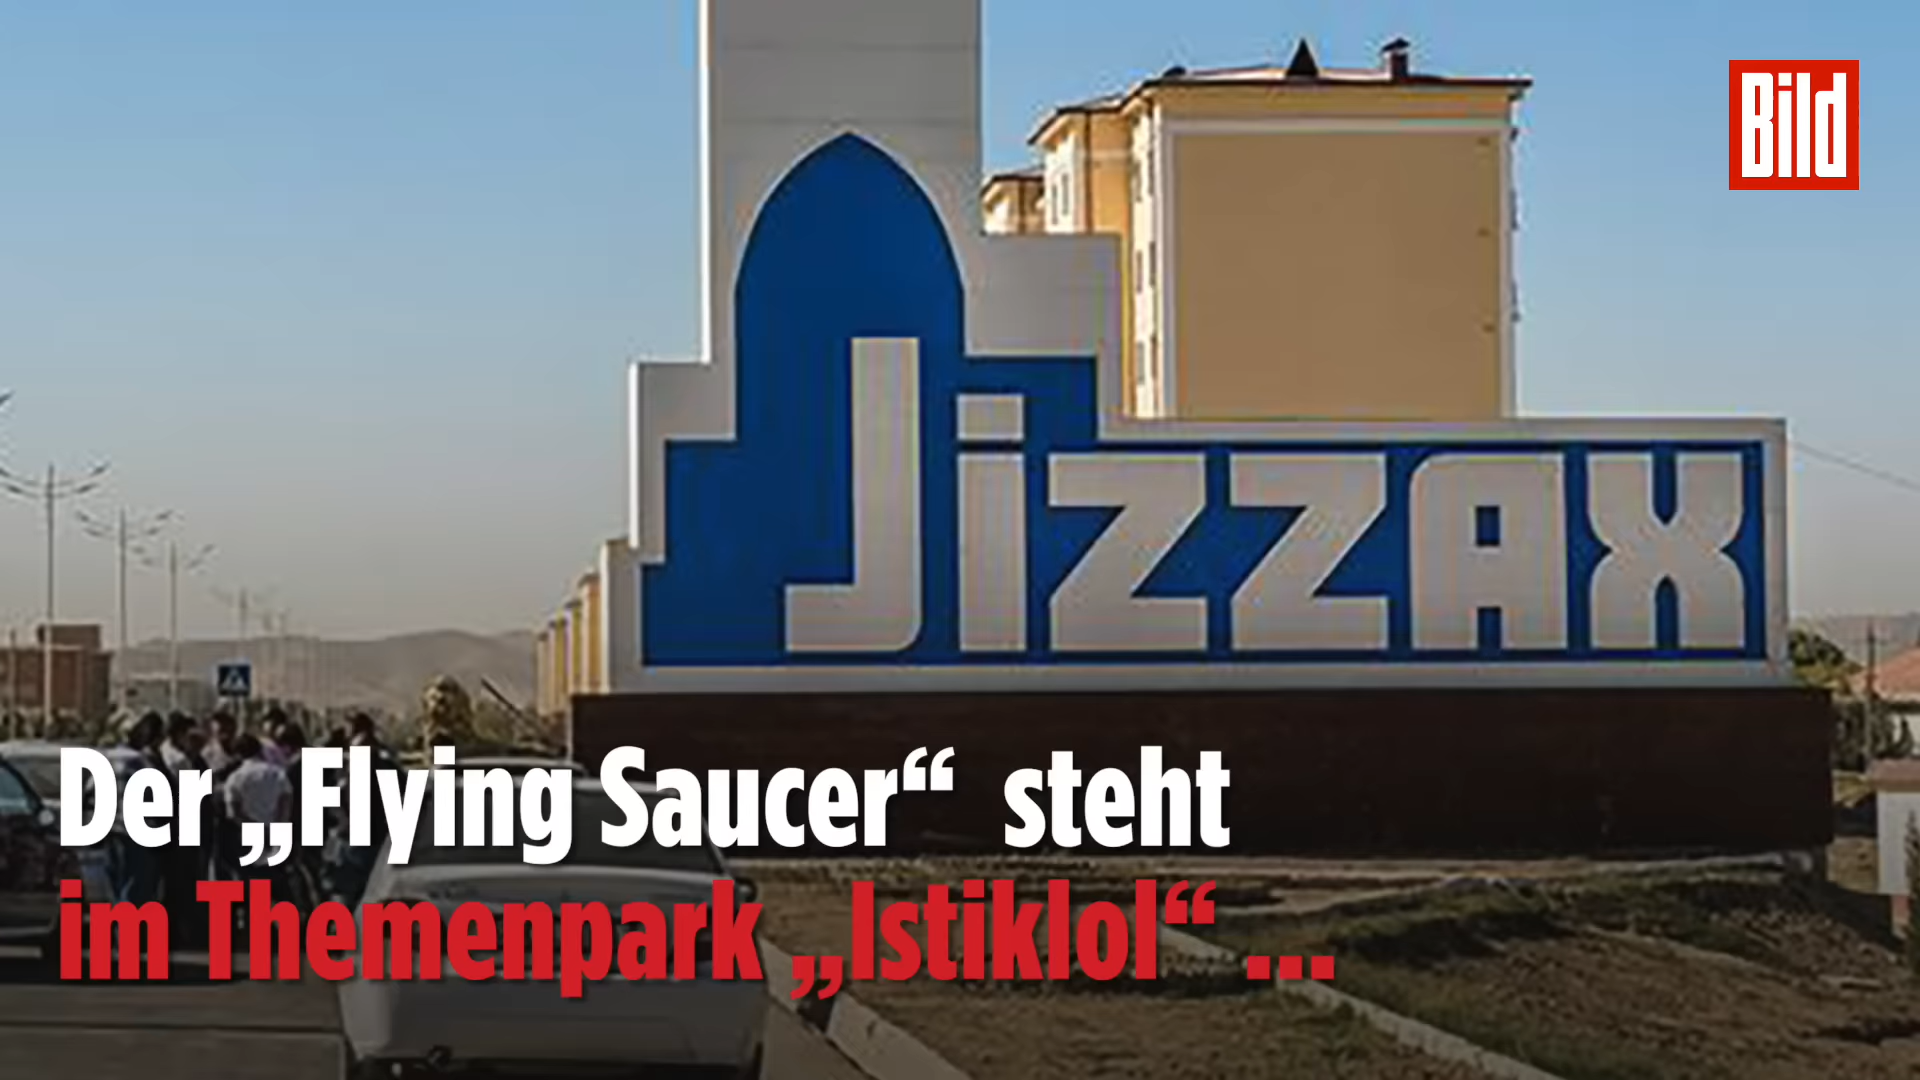 Bild
Jizzax
Der „Flying Saucer“ steht
im Themenpark „Istiklol“ ...